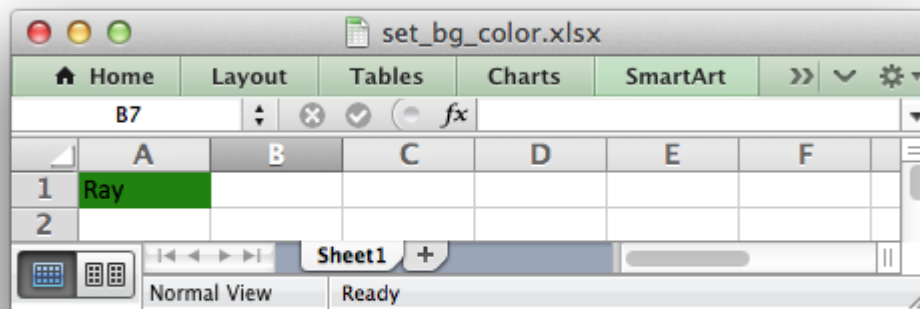 set_bg_color.xlsx
Home Layout Tables Charts SmartArt
B7 fx
A B C D E F
1 Ray
2
Sheet1 +
Normal View Ready